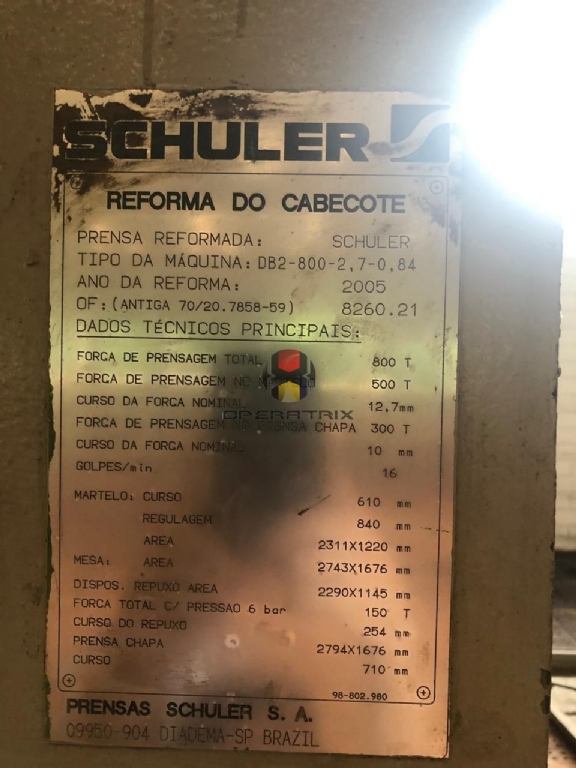 SCHULER
REFORMA DO CABECOTE
PRENSA REFORMADA: SCHULER
TIPO DA MÁQUINA: DB2-800-2,7-0,84
ANO DA REFORMA: 2005
OF: (ANTIGA 70/20.7858-59) 8260.21
DADOS TÉCNICOS PRINCIPAIS:
FORCA DE PRENSAGEM TOTAL 800 T
FORCA DE PRENSAGEM NO 500 T
CURSO DA FORCA NOMINAL 12,7mm
OPERATRIX
FORCA DE PRENSAGEM PRENSA CHAPA 300 T
CURSO DA FORCA NOMINAL 10 mm
GOLPES/min 16
MARTELO: CURSO 610 mm
REGULAGEM 840 mm
AREA 2311X1220 mm
MESA: AREA 2743X1676 mm
DISPOS. REPUXO AREA 2290X1145 mm
FORCA TOTAL C/ PRESSAO 6 bar 150 T
CURSO DO REPUXO 254 mm
PRENSA CHAPA 2794X1676 mm
CURSO 710 mm
98-802.980
PRENSAS SCHULER S. A.
09950-904 DIADEMA-SP BRAZIL